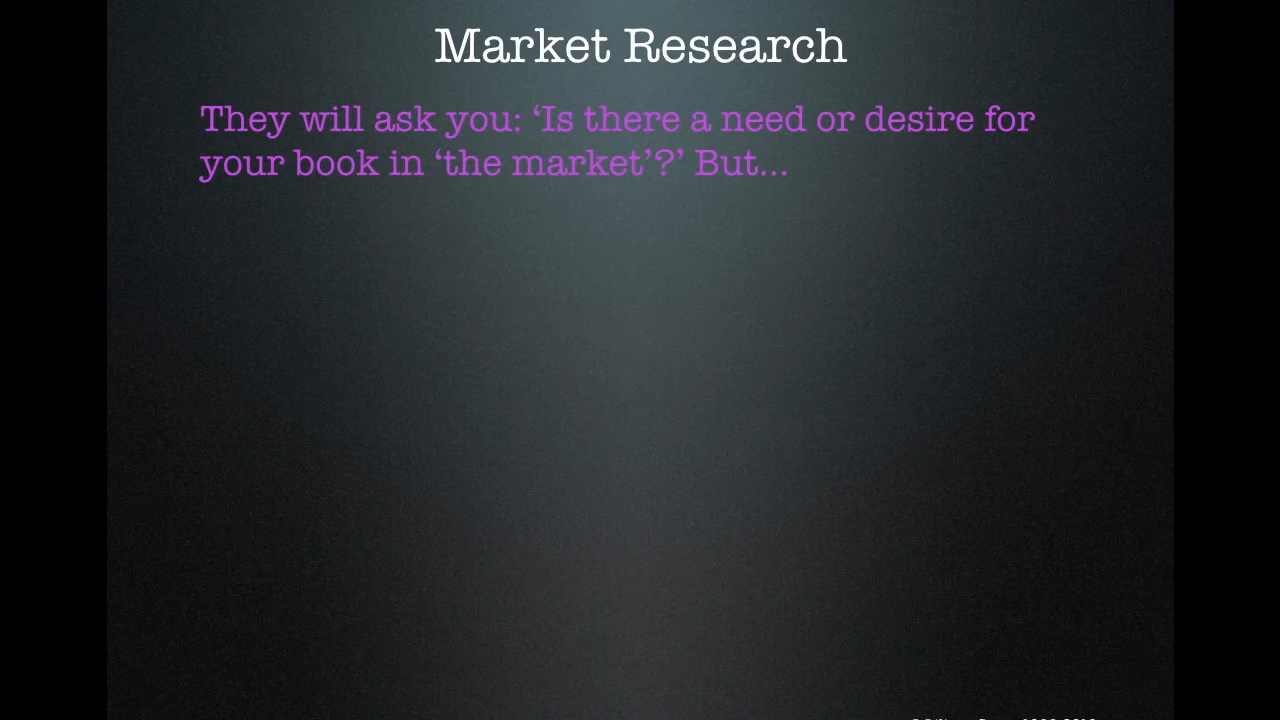 Market Research
They will ask you: ‘Is there a need or desire for
your book in ‘the market’?’ But...